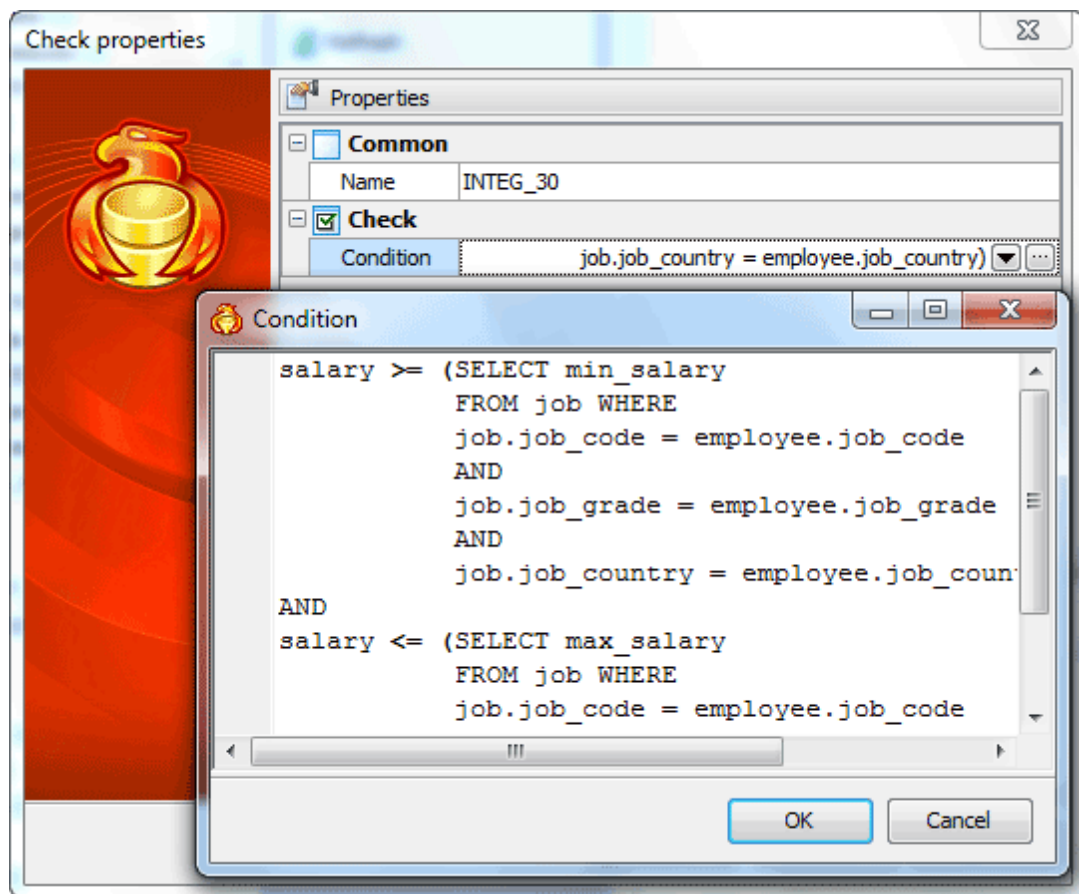 Check properties
Properties
Common
Name INTEG_30
Check
Condition job.job_country = employee.job_country)
Condition
salary >= (SELECT min_salary
FROM job WHERE
job.job_code = employee.job_code
AND
job.job_grade = employee.job_grade
AND
job.job_country = employee.job_coun
AND
salary <= (SELECT max_salary
FROM job WHERE
job.job_code = employee.job_code
OK Cancel